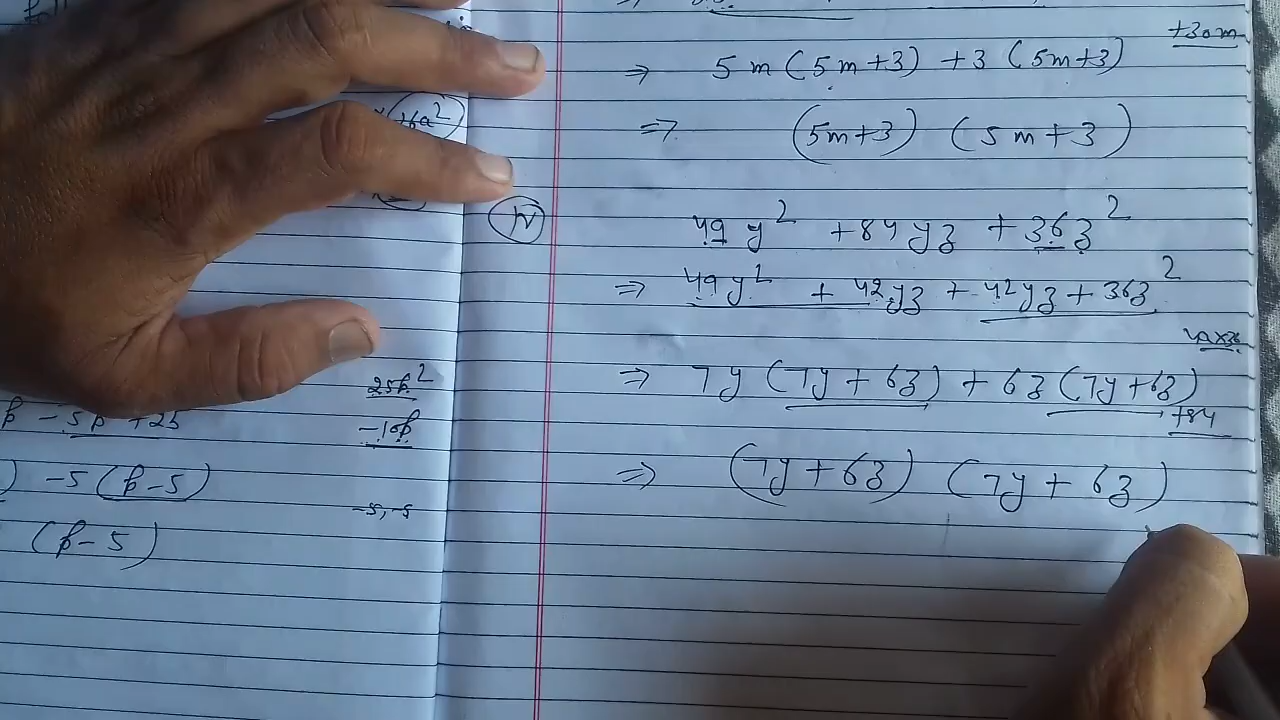 +16a²
25p²
p - 5p + 25
-10p
) -5(p-5)
-5, -5
(p-5)
+30m
⇒ 5m(5m+3) +3 (5m+3)
⇒ (5m+3) (5m+3)
iv 49y² +84yz + 36z²
⇒ 49y² + 42yz + 42yz + 36z²
⇒ 7y (7y + 6z) + 6z (7y+6z)
+84
⇒ (7y+6z) (7y + 6z)